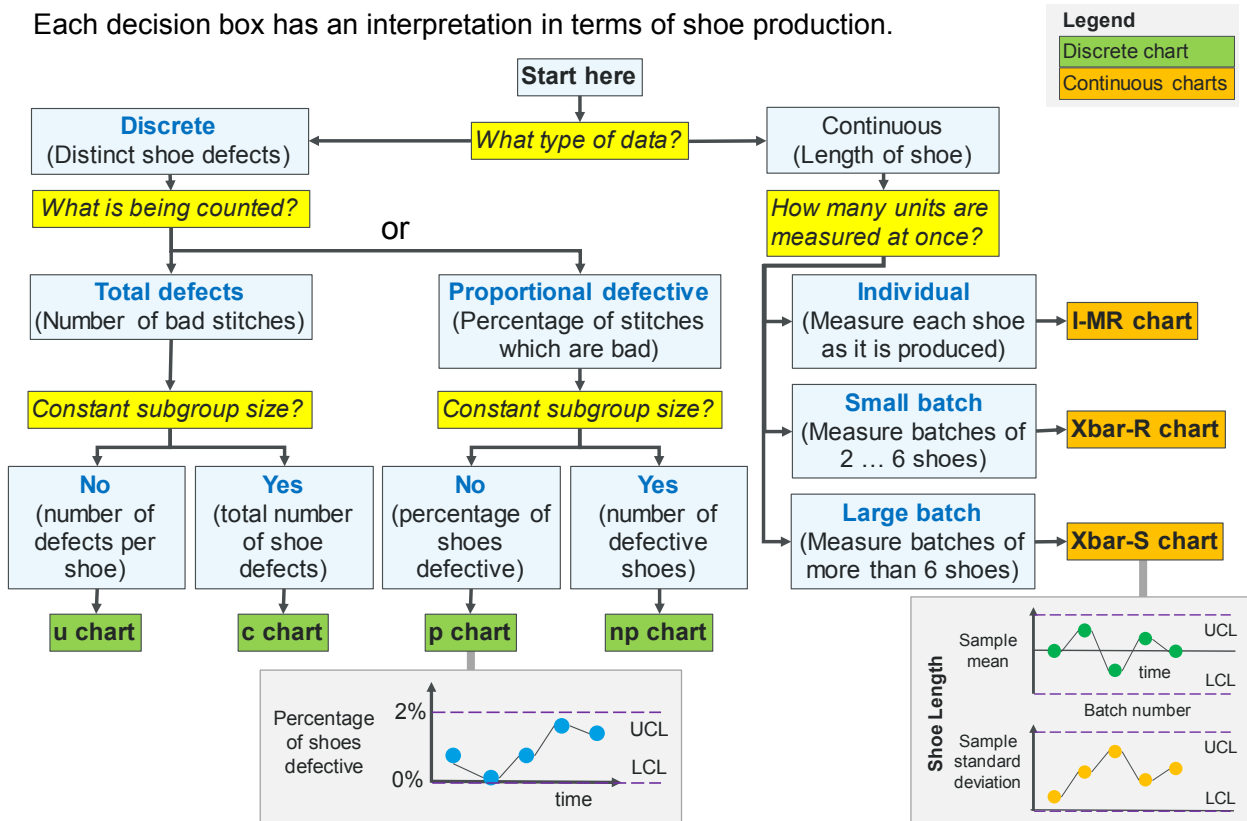 Each decision box has an interpretation in terms of shoe production.
Legend
Discrete chart
Continuous charts
Start here
What type of data?
Discrete
(Distinct shoe defects)
Continuous
(Length of shoe)
What is being counted?
How many units are
measured at once?
or
Total defects
(Number of bad stitches)
Proportional defective
(Percentage of stitches
which are bad)
Individual
(Measure each shoe
as it is produced)
I-MR chart
Constant subgroup size?
Constant subgroup size?
Small batch
(Measure batches of
2 … 6 shoes)
Xbar-R chart
No
(number of
defects per
shoe)
Yes
(total number
of shoe
defects)
No
(percentage of
shoes
defective)
Yes
(number of
defective
shoes)
Large batch
(Measure batches of
more than 6 shoes)
Xbar-S chart
u chart
c chart
p chart
np chart
Percentage
of shoes
defective
2%
0%
UCL
LCL
time
Shoe Length
Sample
mean
UCL
time
LCL
Batch number
Sample
standard
deviation
UCL
LCL